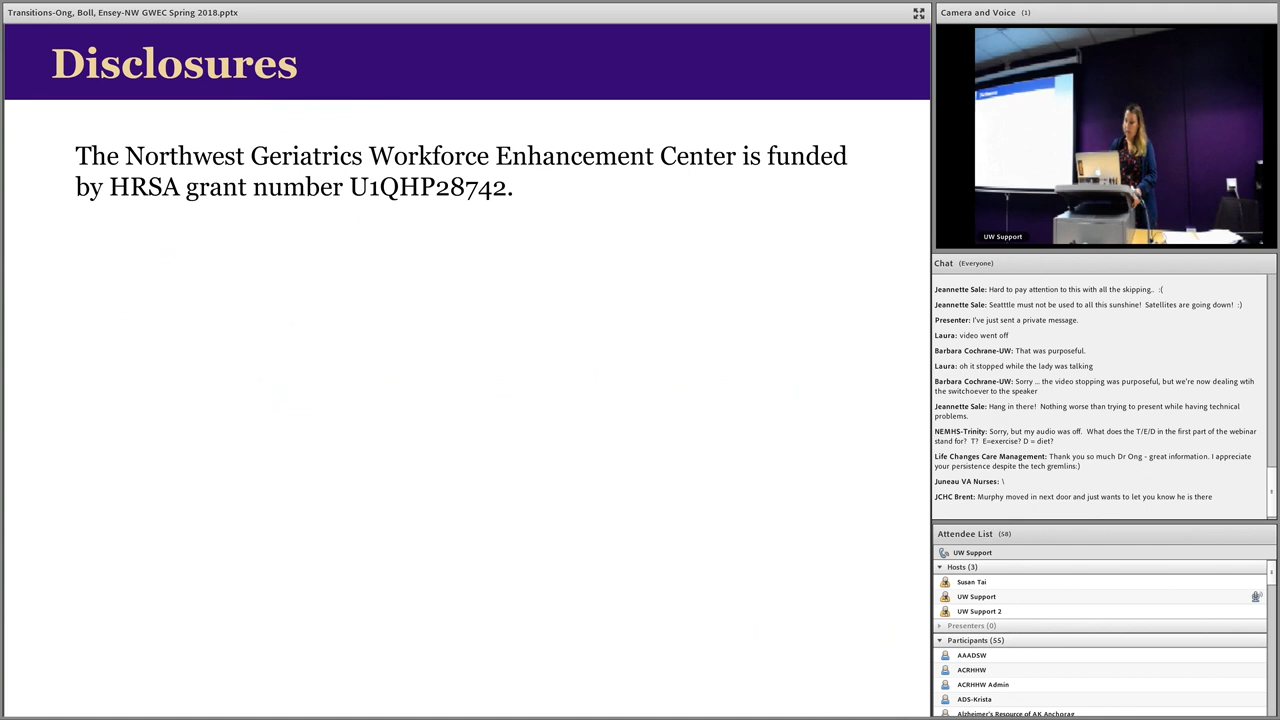 Transitions-Ong, Boll, Ensey-NW GWEC Spring 2018.pptx
Disclosures
The Northwest Geriatrics Workforce Enhancement Center is funded
by HRSA grant number U1QHP28742.
Camera and Voice (1)
UW Support
Chat (Everyone)
Jeannette Sale: Hard to pay attention to this with all the skipping.. :(
Jeannette Sale: Seatttle must not be used to all this sunshine! Satellites are going down! :)
Presenter: I've just sent a private message.
Laura: video went off
Barbara Cochrane-UW: That was purposeful.
Laura: oh it stopped while the lady was talking
Barbara Cochrane-UW: Sorry ... the video stopping was purposeful, but we're now dealing wtih
the switchoever to the speaker
Jeannette Sale: Hang in there! Nothing worse than trying to present while having technical
problems.
NEMHS-Trinity: Sorry, but my audio was off. What does the T/E/D in the first part of the webinar
stand for? T? E=exercise? D = diet?
Life Changes Care Management: Thank you so much Dr Ong - great information. I appreciate
your persistence despite the tech gremlins:)
Juneau VA Nurses: \
JCHC Brent: Murphy moved in next door and just wants to let you know he is there
Attendee List (58)
UW Support
Hosts (3)
Susan Tai
UW Support
UW Support 2
Presenters (0)
Participants (55)
AAADSW
ACRHHW
ACRHHW Admin
ADS-Krista
Alzheimer's Resource of AK Anchorag